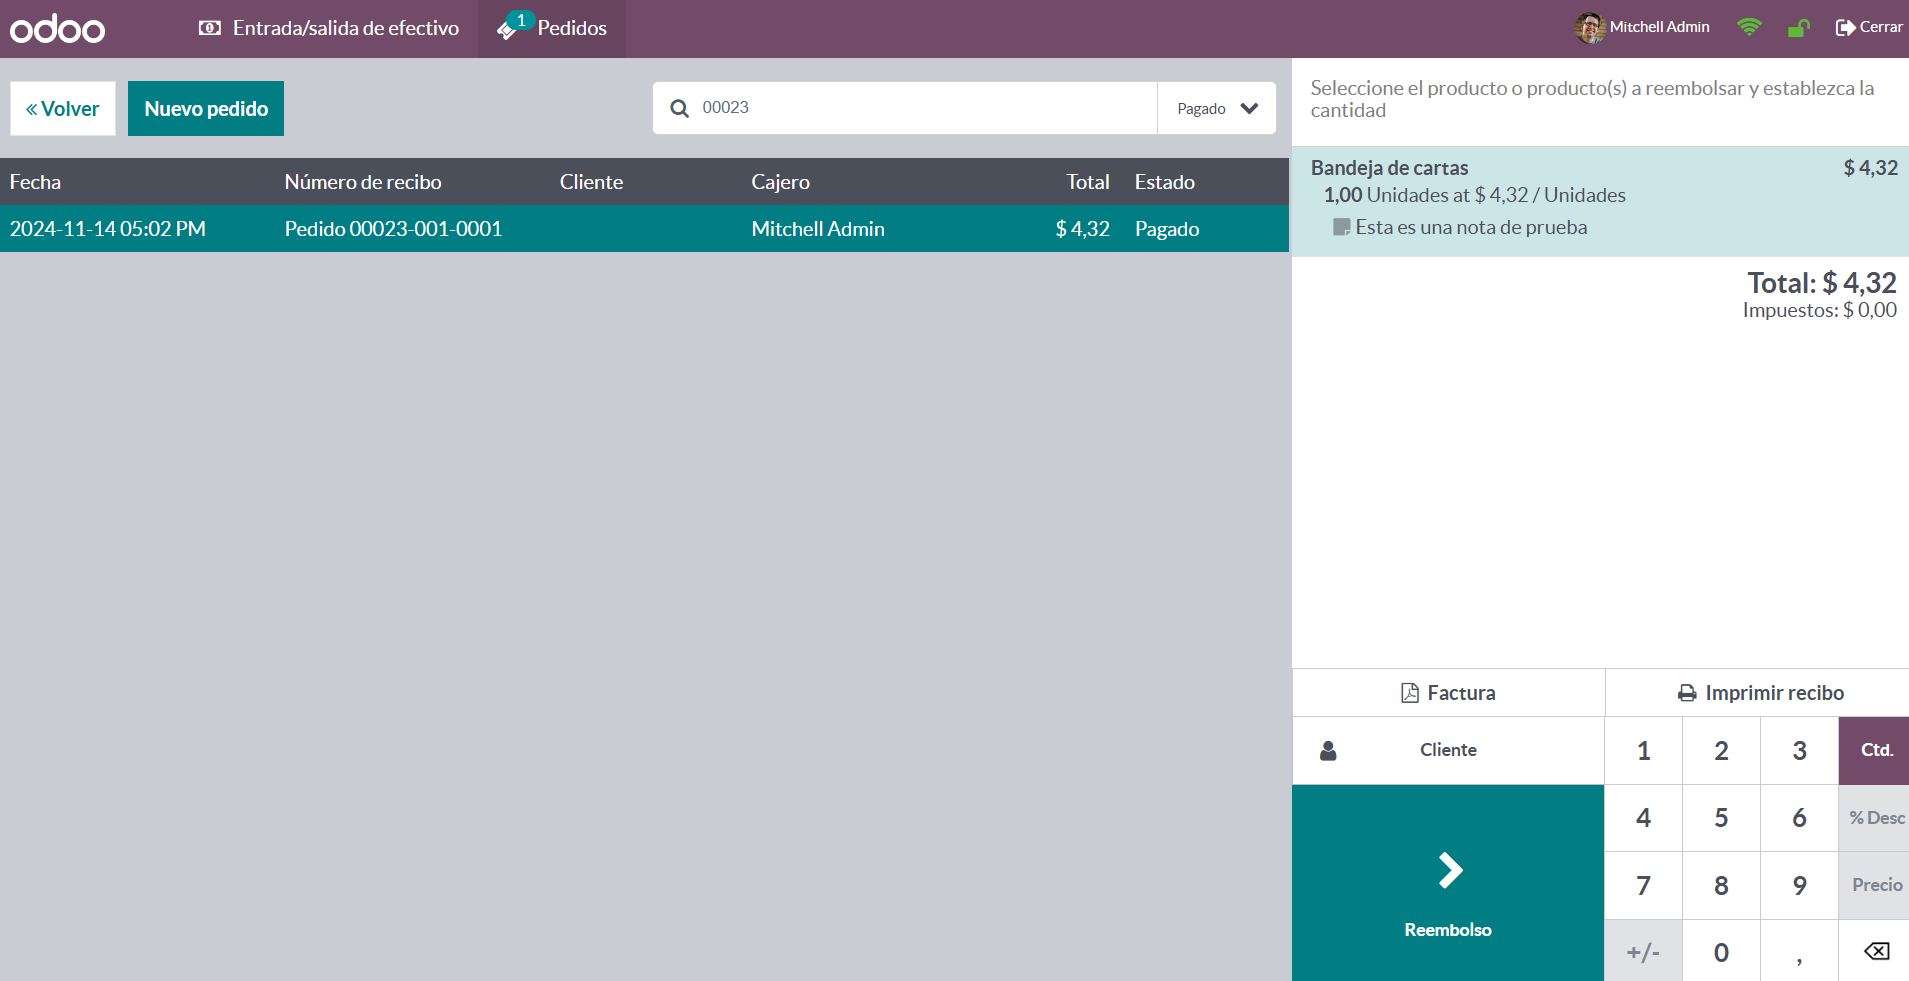 odoo
Entrada/salida de efectivo
1
Pedidos
Mitchell Admin
Cerrar
« Volver
Nuevo pedido
00023
Pagado
Fecha
Número de recibo
Cliente
Cajero
Total
Estado
2024-11-14 05:02 PM
Pedido 00023-001-0001
Mitchell Admin
$ 4,32
Pagado
Seleccione el producto o producto(s) a reembolsar y establezca la
cantidad
Bandeja de cartas
$ 4,32
1,00 Unidades at $ 4,32 / Unidades
Esta es una nota de prueba
Total: $ 4,32
Impuestos: $ 0,00
Factura
Imprimir recibo
Cliente
1
2
3
Ctd.
4
5
6
% Desc
7
8
9
Precio
Reembolso
+/-
0
,